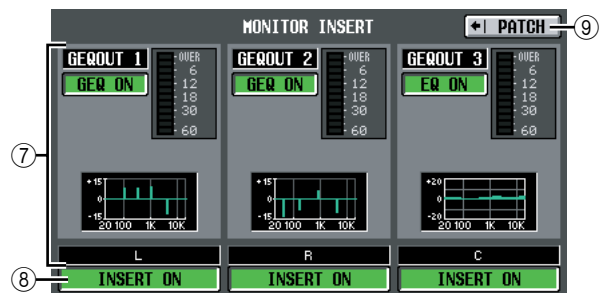 MONITOR INSERT
PATCH
⑨
⑦
GEQOUT 1
GEQ ON
OVER
6
12
18
30
60
+15
0
-15
20 100 1K 10K
L
⑧
INSERT ON
GEQOUT 2
GEQ ON
OVER
6
12
18
30
60
+15
0
-15
20 100 1K 10K
R
INSERT ON
GEQOUT 3
EQ ON
OVER
6
12
18
30
60
+20
0
-20
20 100 1K 10K
C
INSERT ON